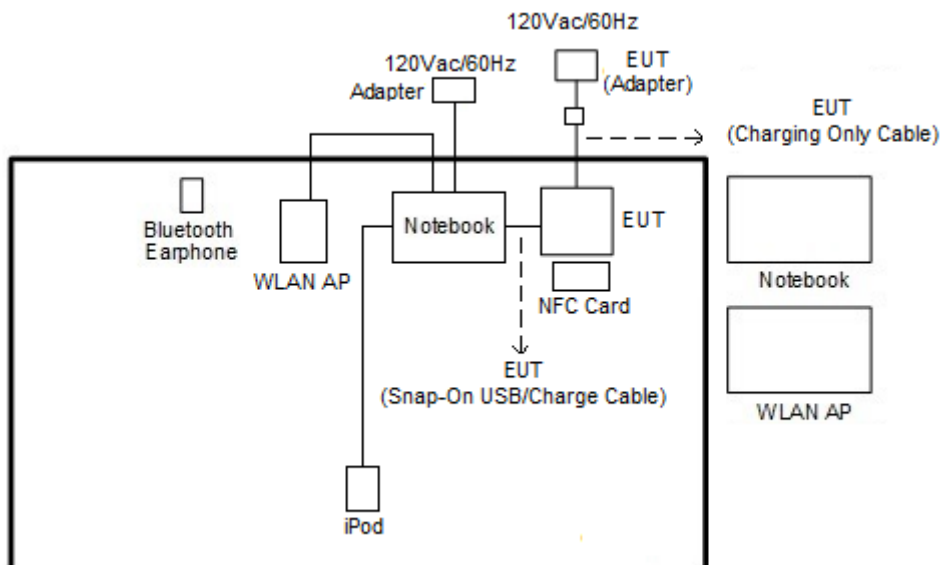 120Vac/60Hz
120Vac/60Hz
EUT
(Adapter)
Adapter
EUT
(Charging Only Cable)
Bluetooth
Earphone
WLAN AP
Notebook
EUT
NFC Card
Notebook
EUT
(Snap-On USB/Charge Cable)
WLAN AP
iPod